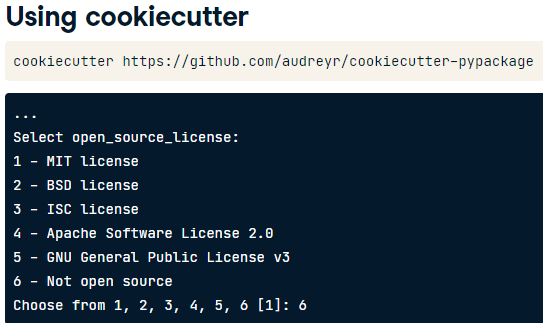 Using cookiecutter
cookiecutter https://github.com/audreyr/cookiecutter-pypackage
...
Select open_source_license:
1 – MIT license
2 – BSD license
3 – ISC license
4 – Apache Software License 2.0
5 – GNU General Public License v3
6 – Not open source
Choose from 1, 2, 3, 4, 5, 6 [1]: 6